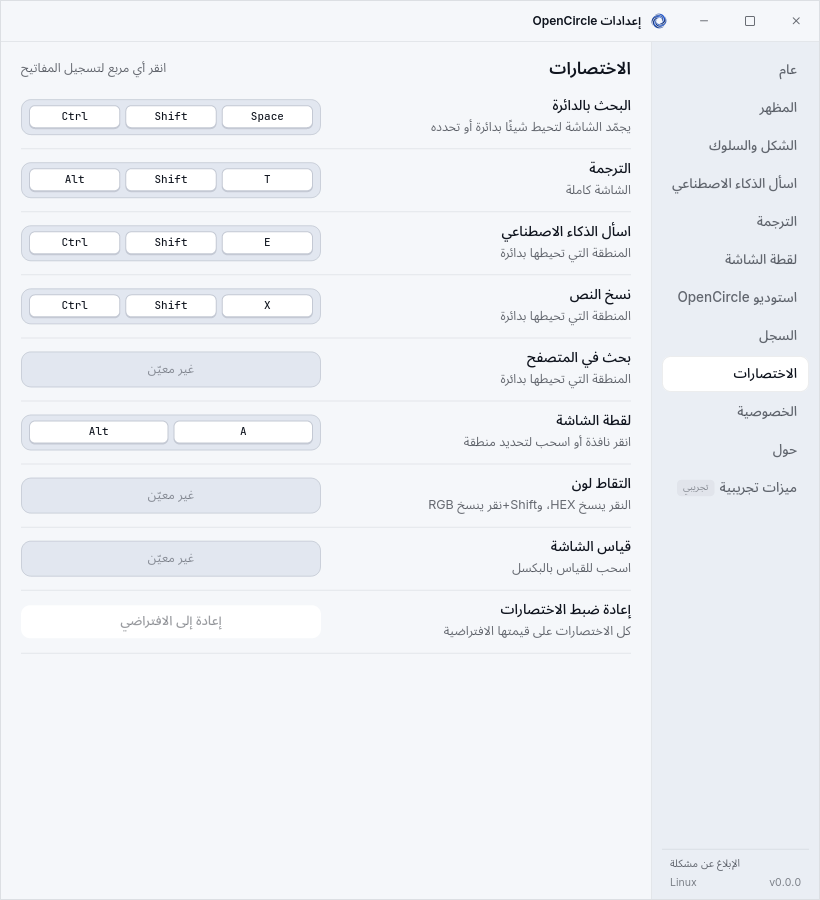 إعدادات OpenCircle
عام
المظهر
الشكل والسلوك
اسأل الذكاء الاصطناعي
الترجمة
لقطة الشاشة
استوديو OpenCircle
السجل
الاختصارات
الخصوصية
حول
ميزات تجريبية تجريبي
الإبلاغ عن مشكلة
v0.0.0 Linux
الاختصارات
انقر أي مربع لتسجيل المفاتيح
البحث بالدائرة
يجمّد الشاشة لتحيط شيئًا بدائرة أو تحدده
Ctrl Shift Space
الترجمة
الشاشة كاملة
Alt Shift T
اسأل الذكاء الاصطناعي
المنطقة التي تحيطها بدائرة
Ctrl Shift E
نسخ النص
المنطقة التي تحيطها بدائرة
Ctrl Shift X
بحث في المتصفح
المنطقة التي تحيطها بدائرة
غير معيّن
لقطة الشاشة
انقر نافذة أو اسحب لتحديد منطقة
Alt A
التقاط لون
النقر ينسخ HEX، وShift+نقر ينسخ RGB
غير معيّن
قياس الشاشة
اسحب للقياس بالبكسل
غير معيّن
إعادة ضبط الاختصارات
كل الاختصارات على قيمتها الافتراضية
إعادة إلى الافتراضي